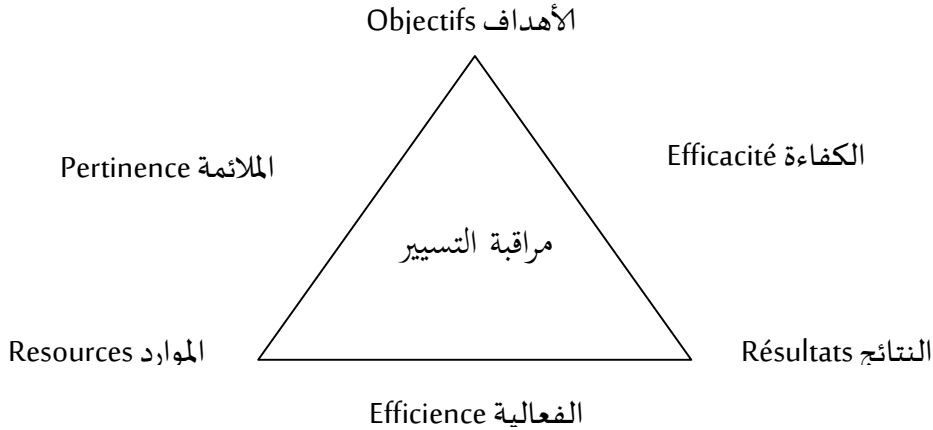 الأهداف Objectifs
الكفاءة Efficacité
الملائمة Pertinence
مراقبة التسيير
النتائج Résultats
الموارد Resources
الفعالية Efficience